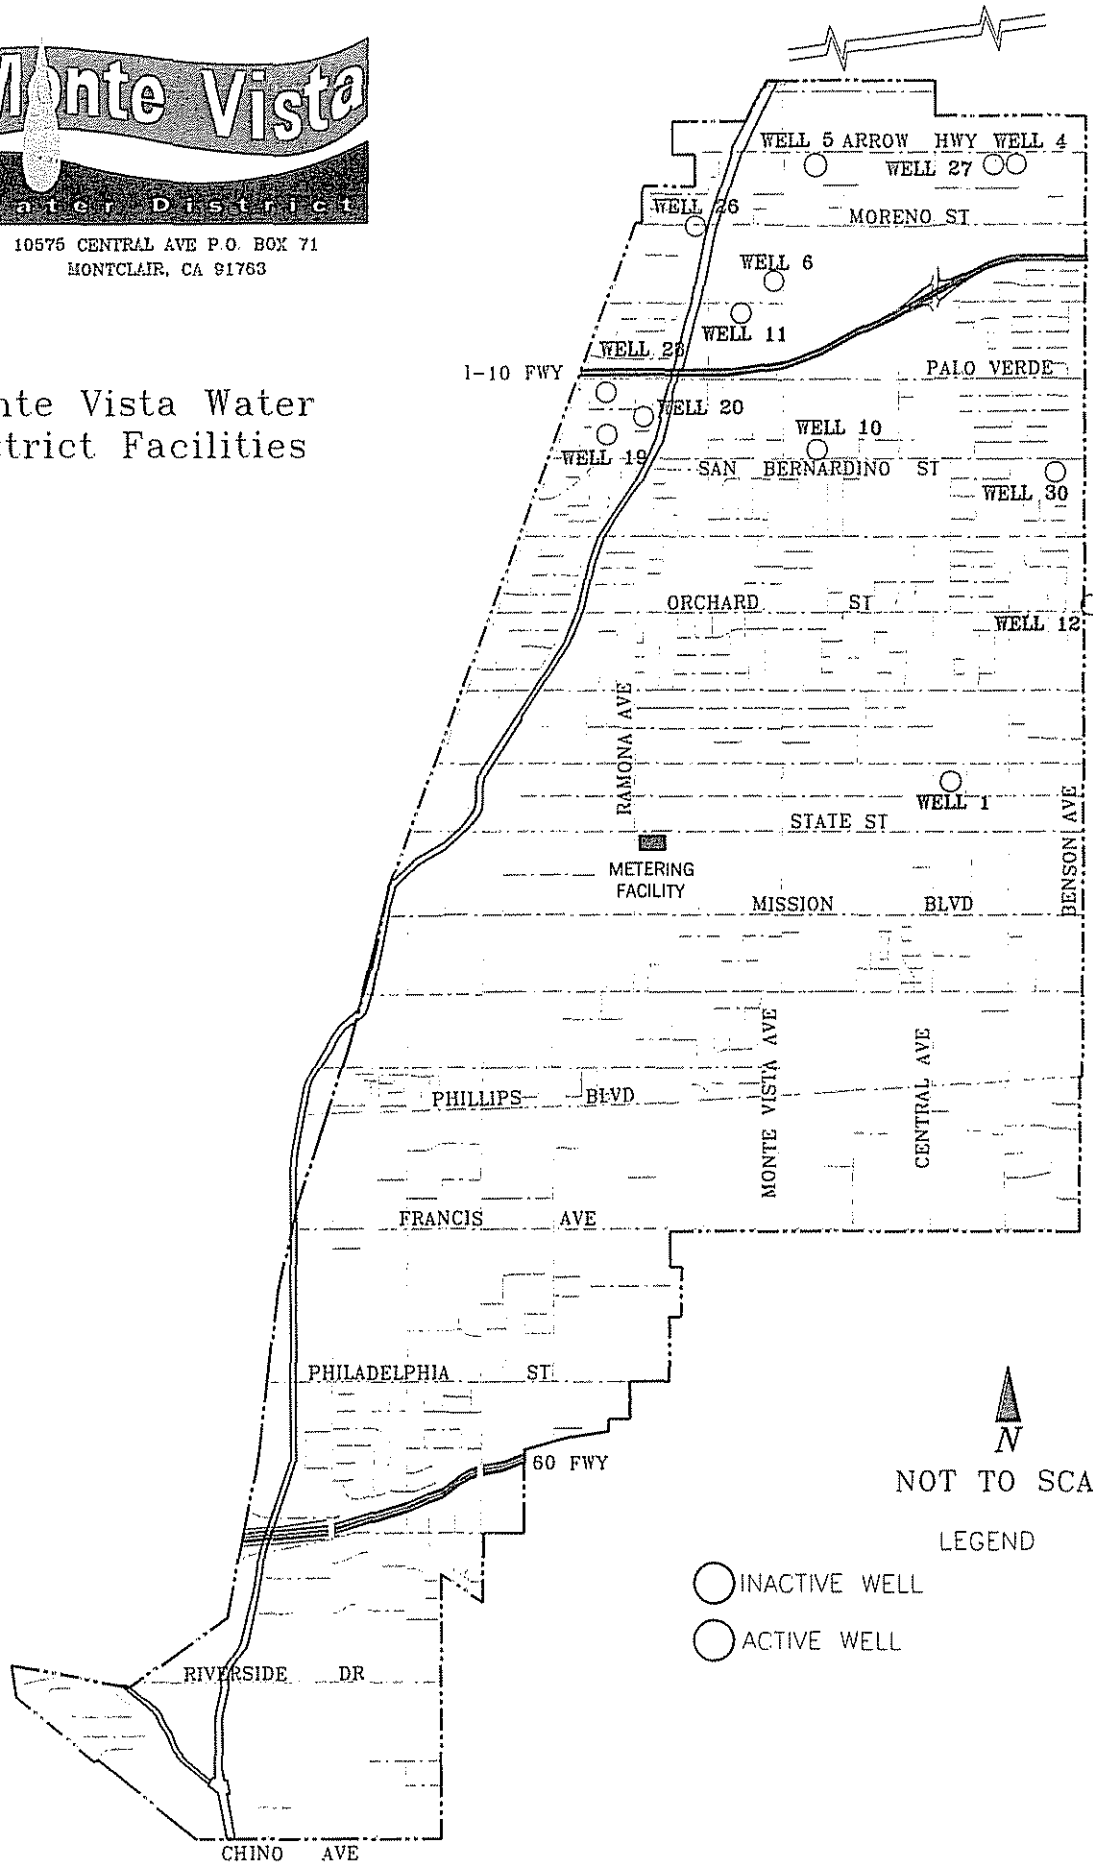 Monte Vista
Water District
10575 CENTRAL AVE P.O. BOX 71
MONTCLAIR, CA 91763
nte Vista Water
trict Facilities
WELL 5 ARROW HWY WELL 4
WELL 27
WELL 26
MORENO ST
WELL 6
WELL 11
I-10 FWY
PALO VERDE
WELL 20
WELL 10
WELL 19
SAN BERNARDINO ST
WELL 30
ORCHARD ST
WELL 12
RAMONA AVE
WELL 1
STATE ST
BENSON AVE
METERING
FACILITY
MISSION BLVD
MONTE VISTA AVE
CENTRAL AVE
PHILLIPS BLVD
FRANCIS AVE
PHILADELPHIA ST
60 FWY
N
NOT TO SCA
LEGEND
INACTIVE WELL
ACTIVE WELL
RIVERSIDE DR
CHINO AVE